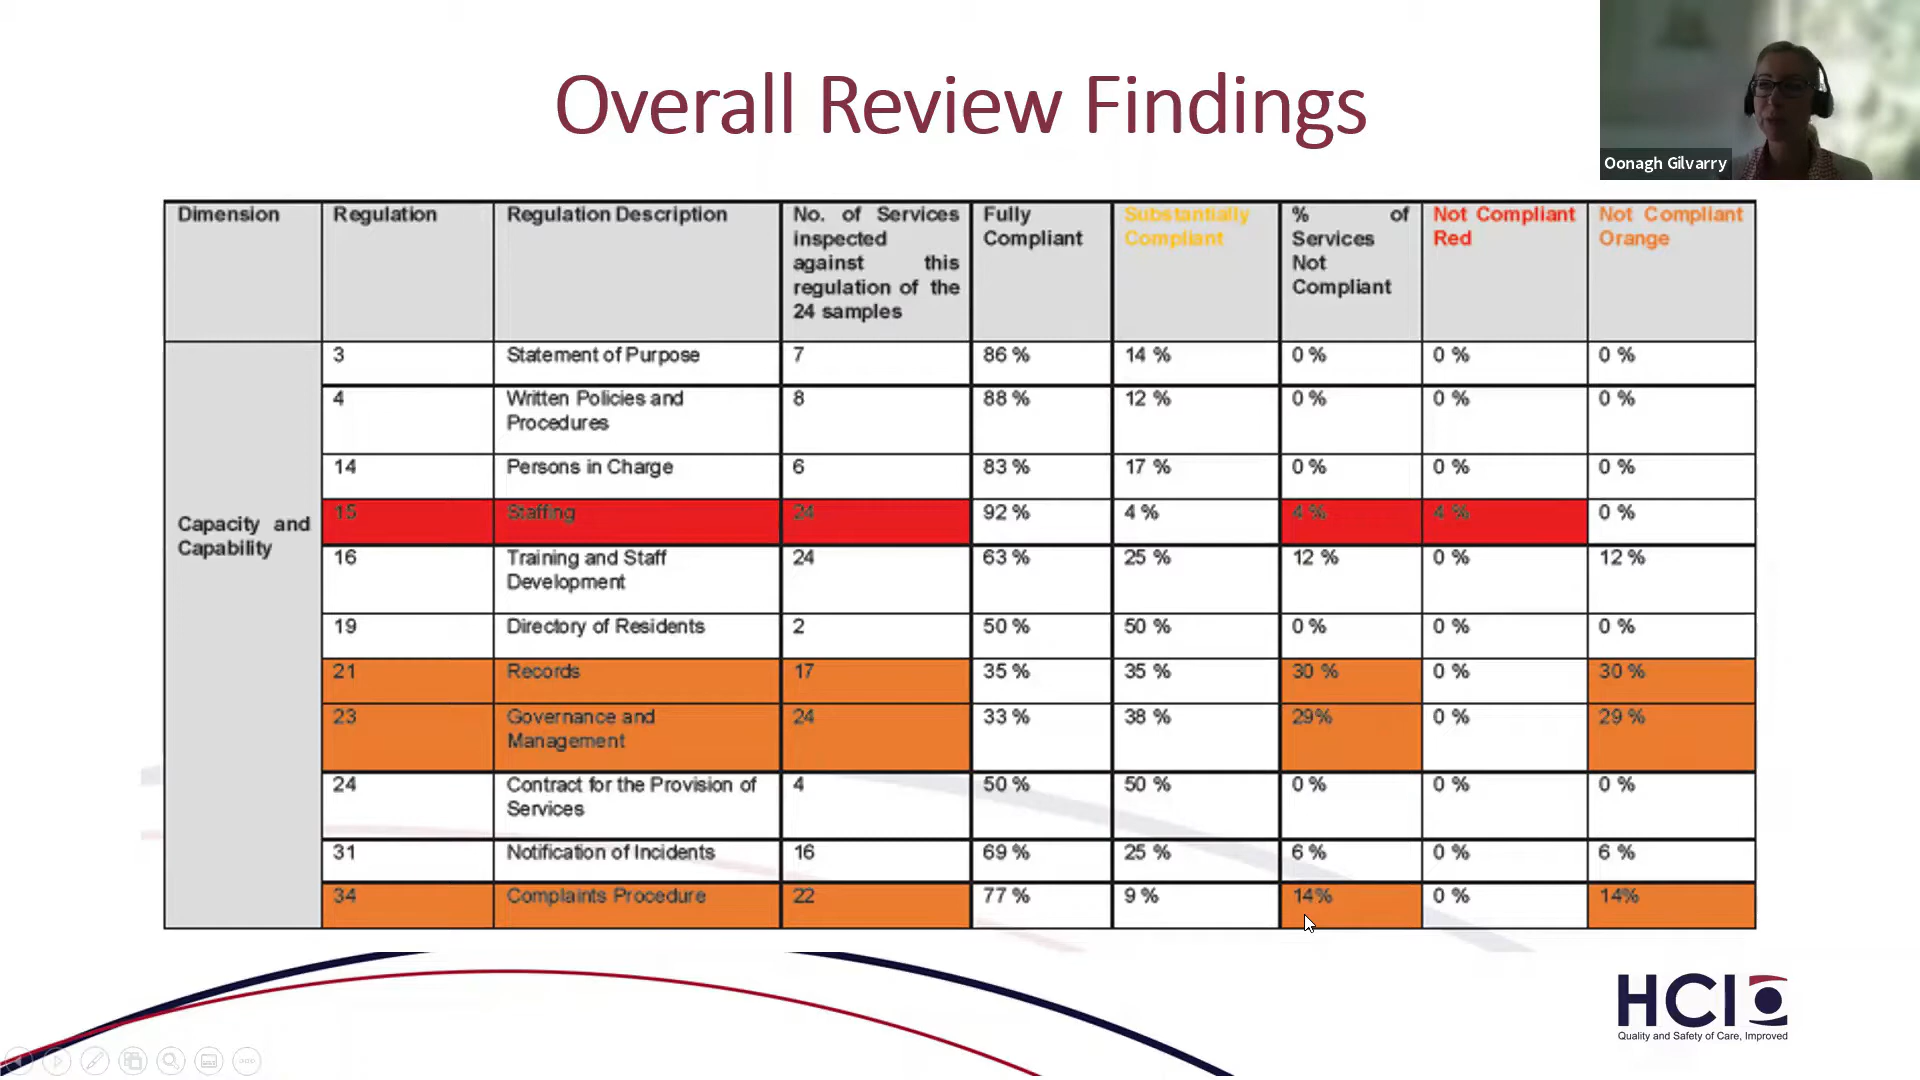 Overall Review Findings
Oonagh Gilvarry
Dimension
Regulation
Regulation Description
No. of Services
inspected
against this
regulation of the
24 samples
Fully
Compliant
Substantially
Compliant
% of
Services
Not
Compliant
Not Compliant
Red
Not Compliant
Orange
Capacity and
Capability
3
Statement of Purpose
7
86 %
14 %
0 %
0 %
0 %
4
Written Policies and
Procedures
8
88 %
12 %
0 %
0 %
0 %
14
Persons in Charge
6
83 %
17 %
0 %
0 %
0 %
15
Staffing
24
92 %
4 %
4 %
4 %
0 %
16
Training and Staff
Development
24
63 %
25 %
12 %
0 %
12 %
19
Directory of Residents
2
50 %
50 %
0 %
0 %
0 %
21
Records
17
35 %
35 %
30 %
0 %
30 %
23
Governance and
Management
24
33 %
38 %
29%
0 %
29 %
24
Contract for the Provision of
Services
4
50 %
50 %
0 %
0 %
0 %
31
Notification of Incidents
16
69 %
25 %
6 %
0 %
6 %
34
Complaints Procedure
22
77 %
9 %
14%
0 %
14%
HCI
Quality and Safety of Care, Improved